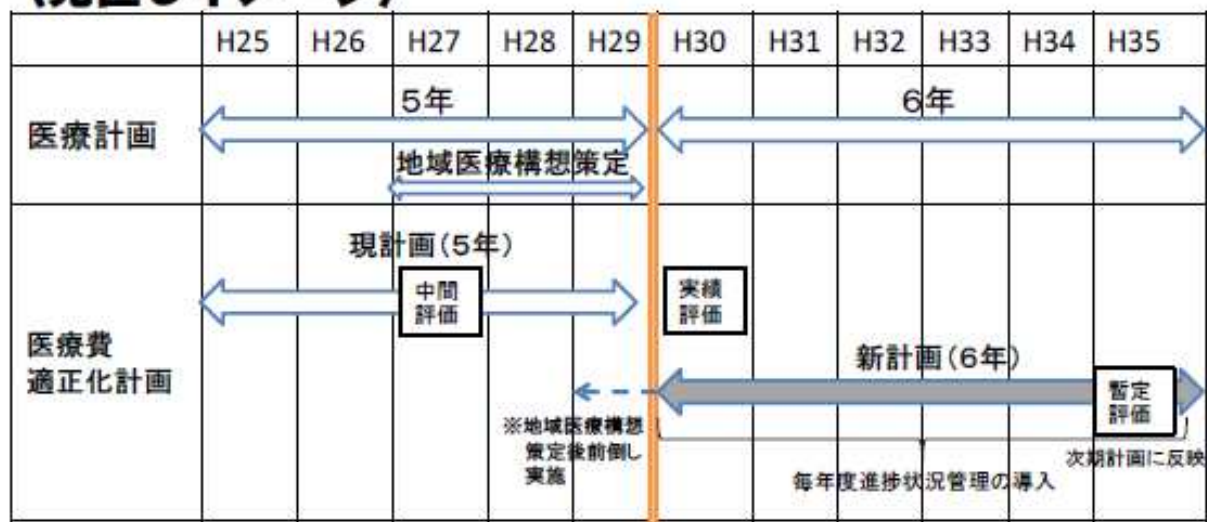 H25 H26 H27 H28 H29 H30 H31 H32 H33 H34 H35
医療計画
5年
6年
地域医療構想策定
医療費
適正化計画
現計画(5年)
中間
評価
実績
評価
新計画(6年)
暫定
評価
※地域医療構想
策定後前倒し
実施
次期計画に反映
毎年度進捗状況管理の導入